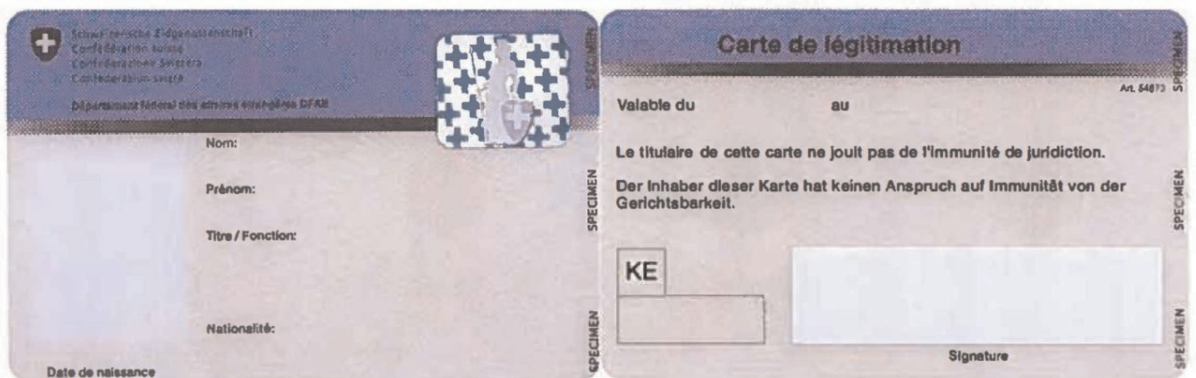 Schweizerische Eidgenossenschaft
Confédération suisse
Confederazione Svizzera
Confederaziun svizra
Département fédéral des affaires étrangères DFAE
SPECIMEN
Nom:
Prénom:
SPECIMEN
Titre / Fonction:
Nationalité:
SPECIMEN
Date de naissance
Carte de légitimation
SPECIMEN
Valable du au
Le titulaire de cette carte ne jouit pas de l'immunité de juridiction.
Der Inhaber dieser Karte hat keinen Anspruch auf Immunität von der
Gerichtsbarkeit.
SPECIMEN
KE
SPECIMEN
Signature